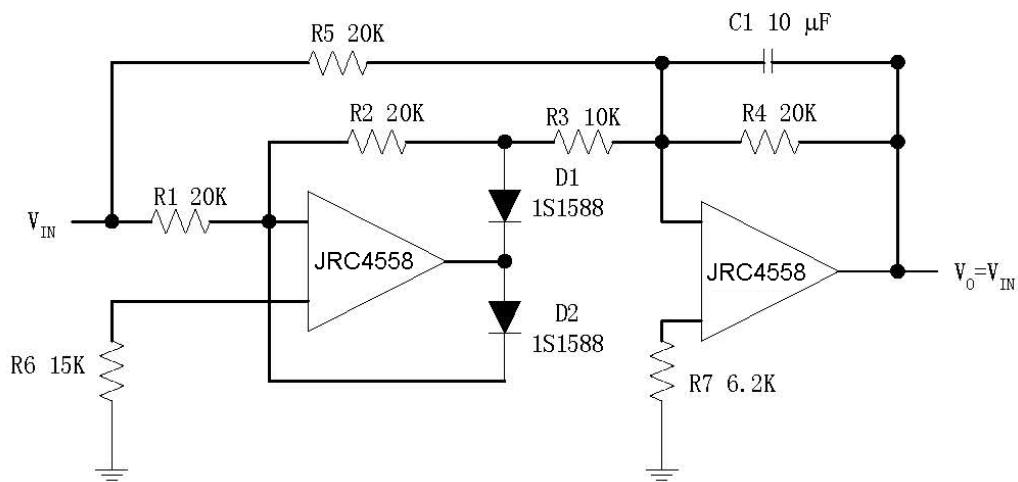 R5 20K
C1 10 μF
R2 20K
R3 10K
R4 20K
D1
1S1588
R1 20K
V_IN
JRC4558
JRC4558
V_O=V_IN
D2
1S1588
R6 15K
R7 6.2K